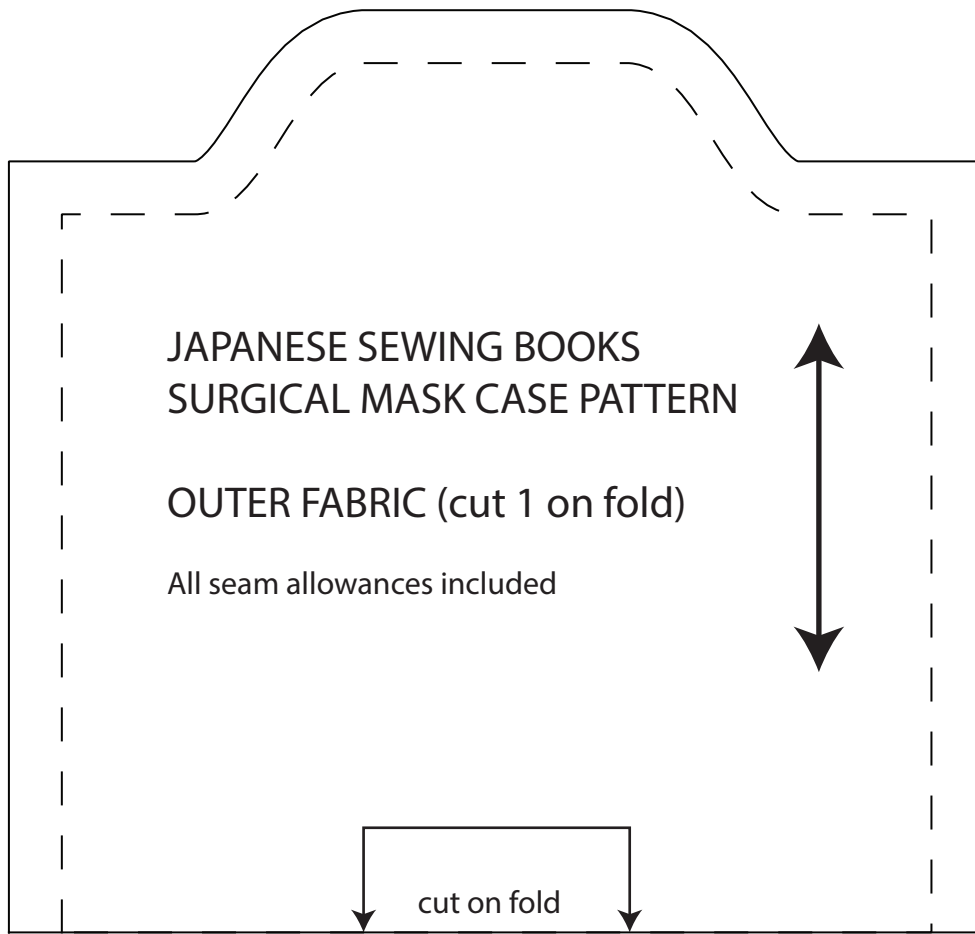 JAPANESE SEWING BOOKS
SURGICAL MASK CASE PATTERN
OUTER FABRIC (cut 1 on fold)
All seam allowances included
cut on fold